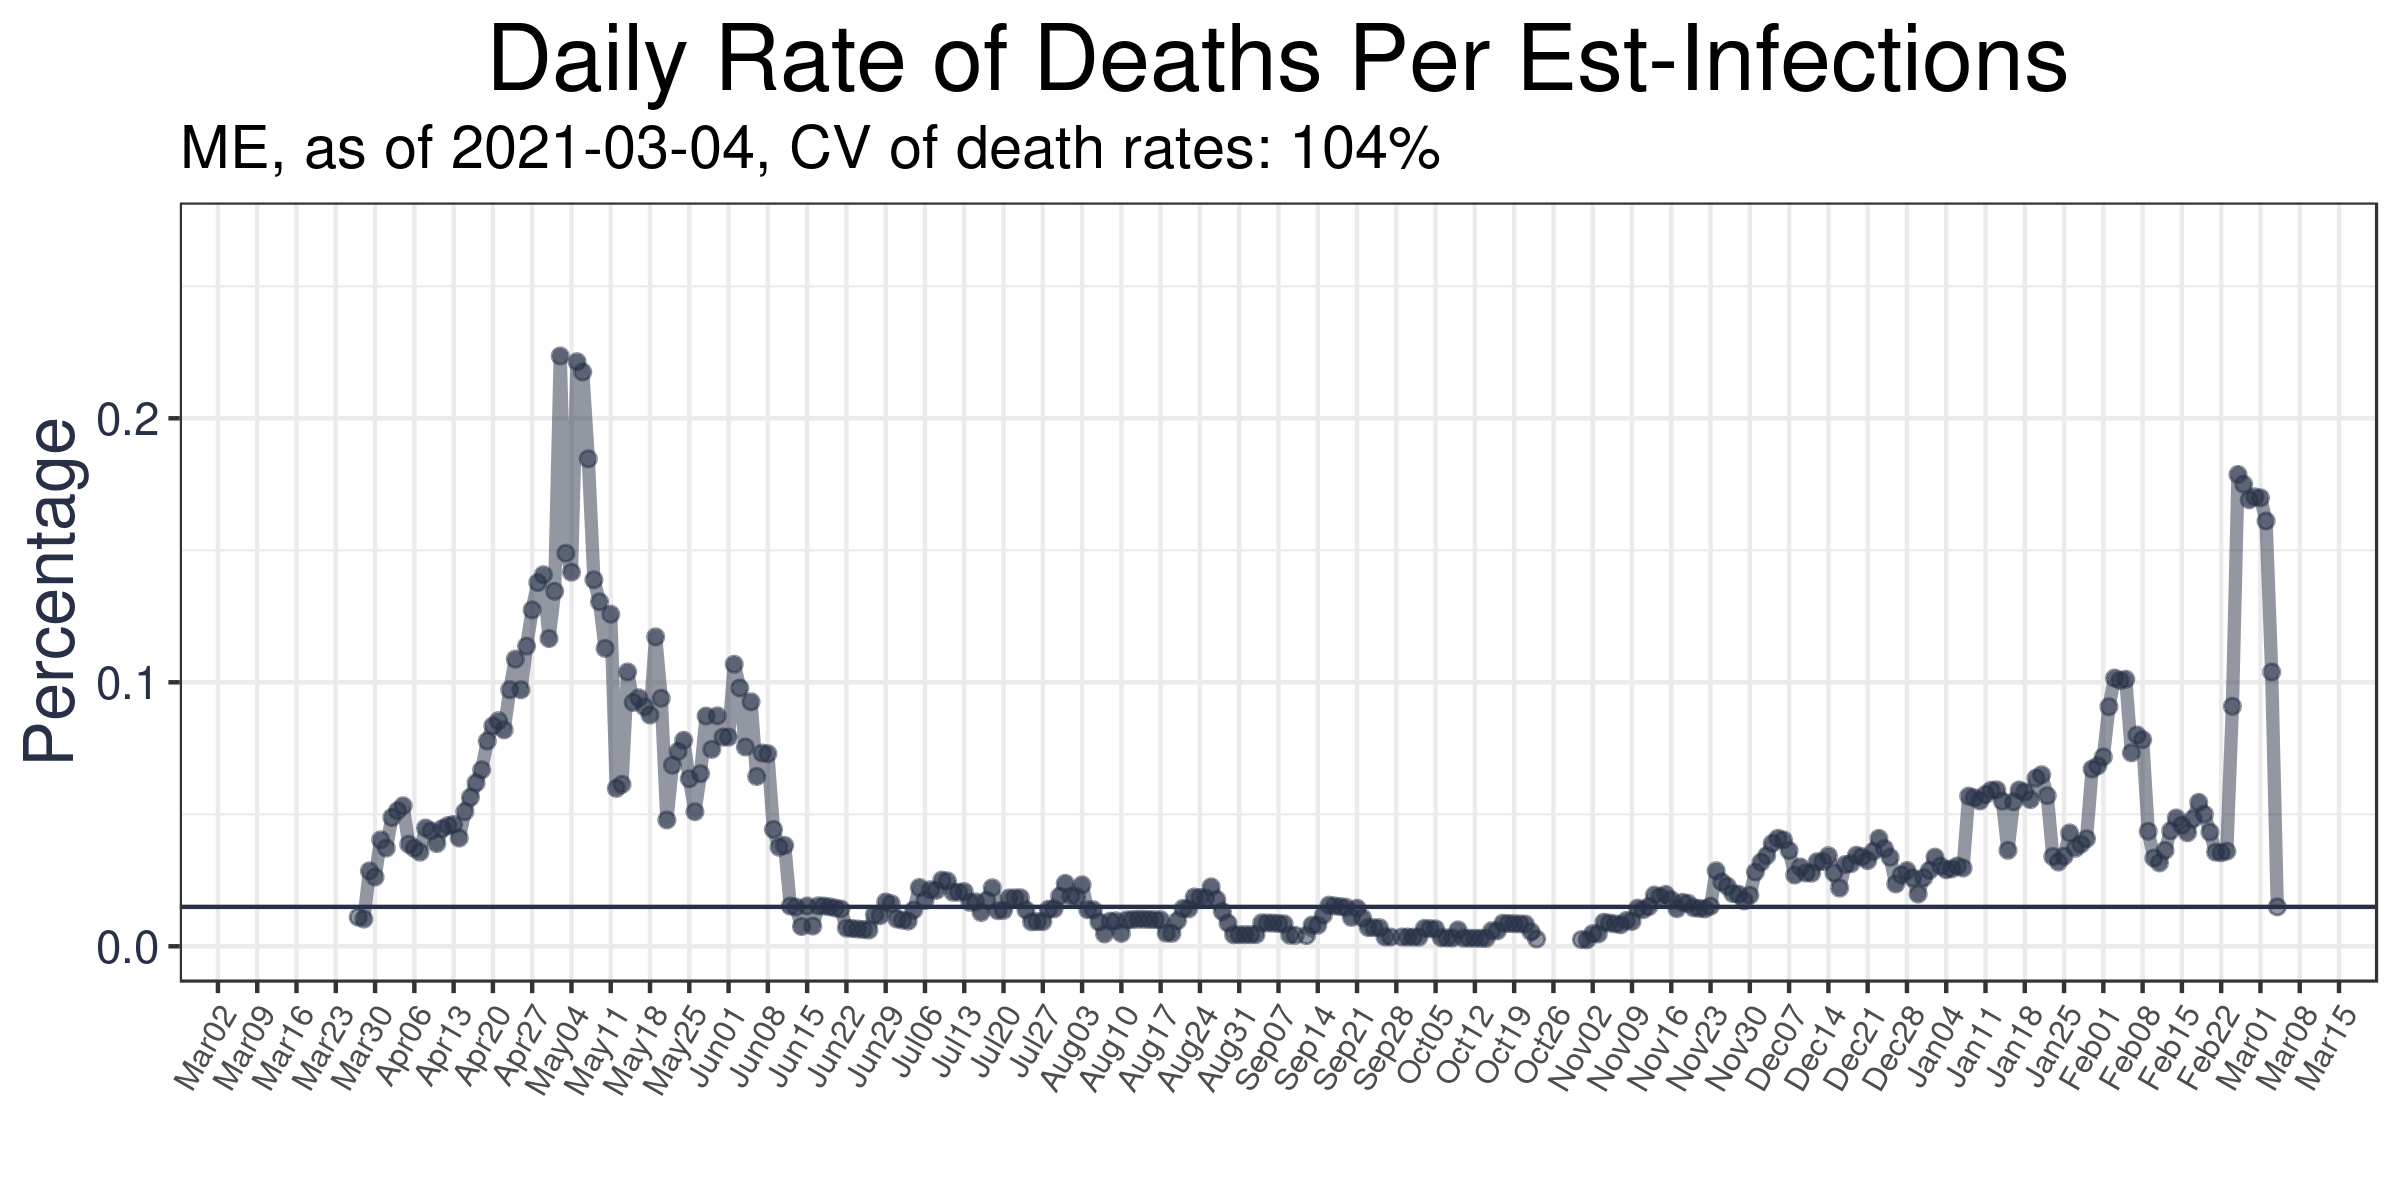 Daily Rate of Deaths Per Est-Infections
ME, as of 2021-03-04, CV of death rates: 104%
Percentage
0.2
0.1
0.0
Mar02 Mar09 Mar16 Mar23 Mar30 Apr06 Apr13 Apr20 Apr27 May04 May11 May18 May25 Jun01 Jun08 Jun15 Jun22 Jun29 Jul06 Jul13 Jul20 Jul27 Aug03 Aug10 Aug17 Aug24 Aug31 Sep07 Sep14 Sep21 Sep28 Oct05 Oct12 Oct19 Oct26 Nov02 Nov09 Nov16 Nov23 Nov30 Dec07 Dec14 Dec21 Dec28 Jan04 Jan11 Jan18 Jan25 Feb01 Feb08 Feb15 Feb22 Mar01 Mar08 Mar15